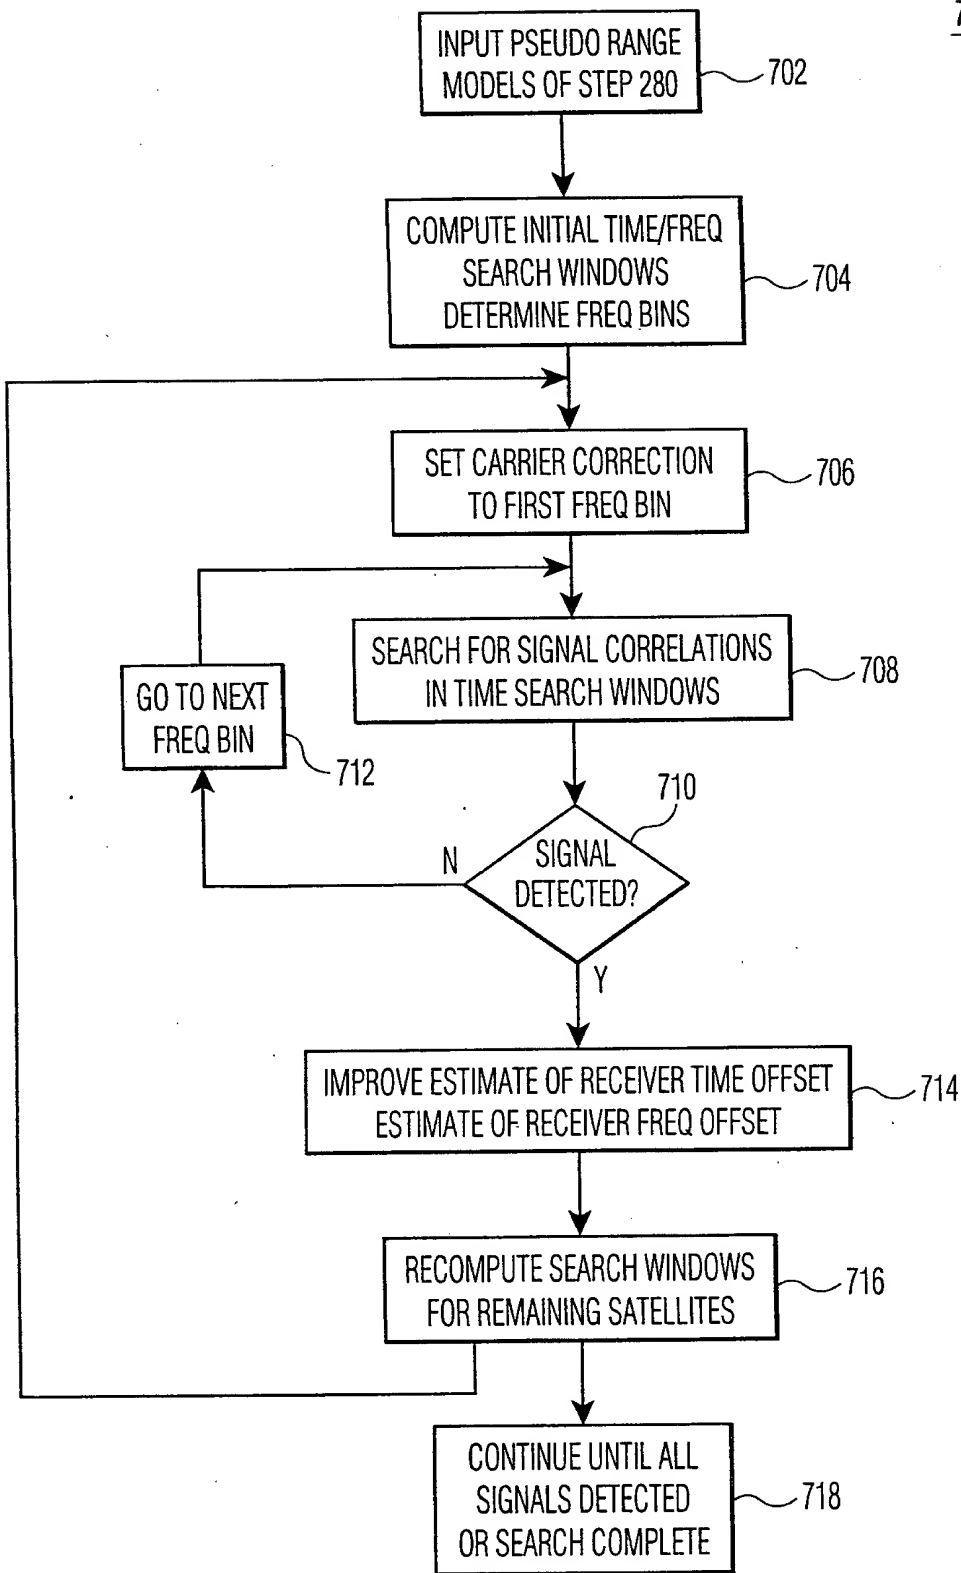 7
INPUT PSEUDO RANGE
MODELS OF STEP 280
702
COMPUTE INITIAL TIME/FREQ
SEARCH WINDOWS
DETERMINE FREQ BINS
704
SET CARRIER CORRECTION
TO FIRST FREQ BIN
706
SEARCH FOR SIGNAL CORRELATIONS
IN TIME SEARCH WINDOWS
708
GO TO NEXT
FREQ BIN
712
710
SIGNAL
DETECTED?
N
Y
IMPROVE ESTIMATE OF RECEIVER TIME OFFSET
ESTIMATE OF RECEIVER FREQ OFFSET
714
RECOMPUTE SEARCH WINDOWS
FOR REMAINING SATELLITES
716
CONTINUE UNTIL ALL
SIGNALS DETECTED
OR SEARCH COMPLETE
718